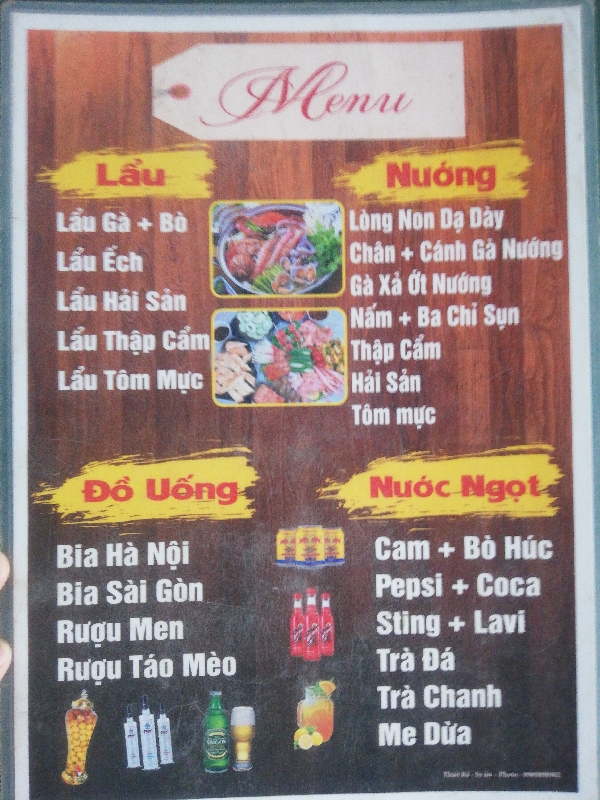 Menu
Lẩu
Lẩu Gà + Bò
Lẩu Ếch
Lẩu Hải Sản
Lẩu Thập Cẩm
Lẩu Tôm Mực
Nướng
Lòng Non Dạ Dày
Chân + Cánh Gà Nướng
Gà Xả Ớt Nướng
Nấm + Ba Chỉ Sụn
Thập Cẩm
Hải Sản
Tôm mực
Đồ Uống
Bia Hà Nội
Bia Sài Gòn
Rượu Men
Rượu Táo Mèo
Nước Ngọt
Cam + Bò Húc
Pepsi + Coca
Sting + Lavi
Trà Đá
Trà Chanh
Me Dừa